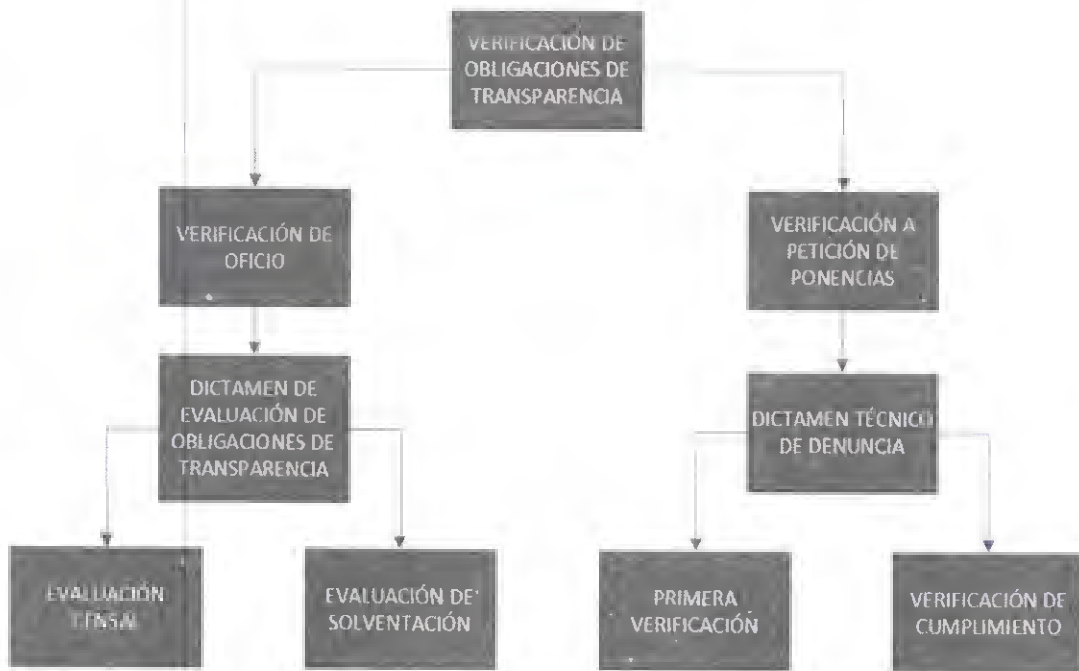 VERIFICACIÓN DE
OBLIGACIONES DE
TRANSPARENCIA
VERIFICACIÓN DE
OFICIO
VERIFICACIÓN A
PETICIÓN DE
PONENCIAS
DICTAMEN DE
EVALUACIÓN DE
OBLIGACIONES DE
TRANSPARENCIA
DICTAMEN TÉCNICO
DE DENUNCIA
EVALUACIÓN
CENSAL
EVALUACIÓN DE
SOLVENTACIÓN
PRIMERA
VERIFICACIÓN
VERIFICACIÓN DE
CUMPLIMIENTO